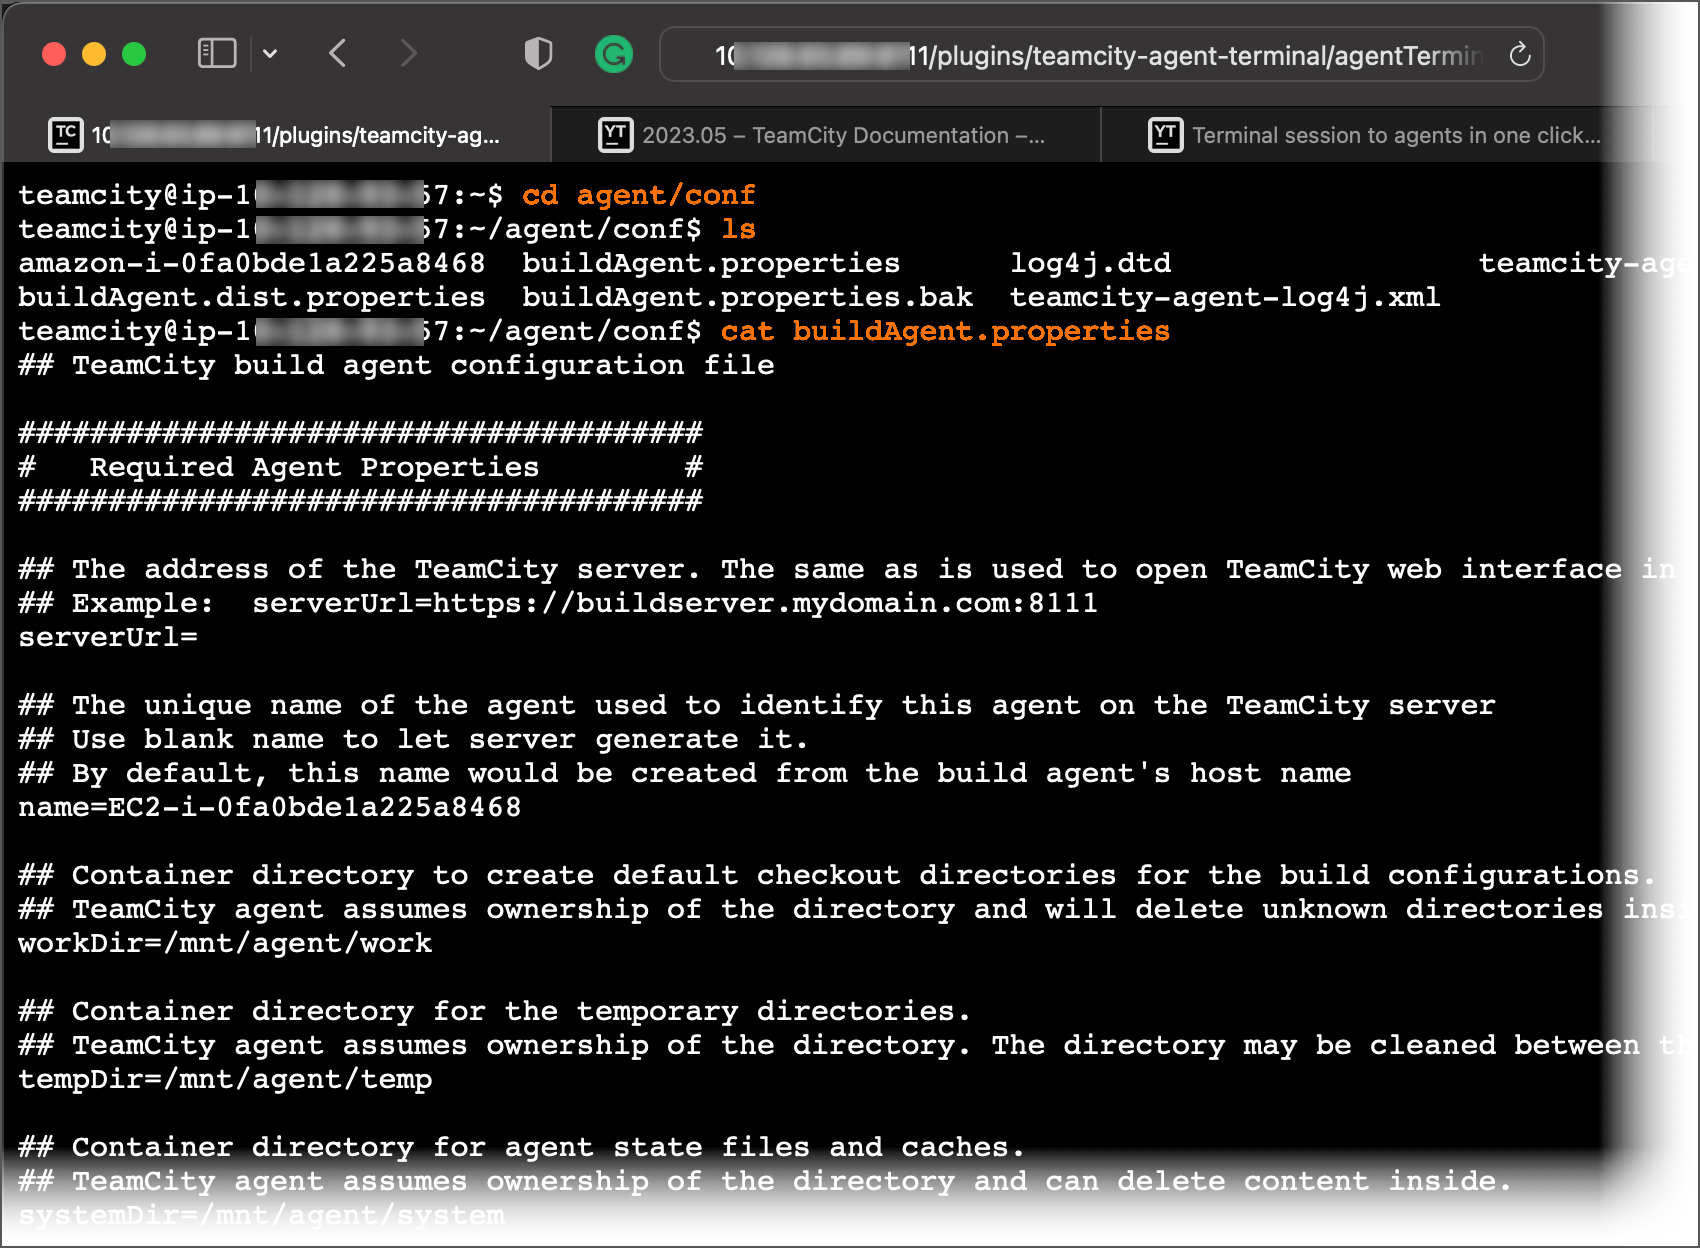 10 11/plugins/teamcity-agent-terminal/agentTermin
TC 10 11/plugins/teamcity-ag...
YT 2023.05 – TeamCity Documentation –...
YT Terminal session to agents in one click...
teamcity@ip-1 57:~$ cd agent/conf
teamcity@ip-1 57:~/agent/conf$ ls
amazon-i-0fa0bde1a225a8468 buildAgent.properties log4j.dtd teamcity-age
buildAgent.dist.properties buildAgent.properties.bak teamcity-agent-log4j.xml
teamcity@ip-1 57:~/agent/conf$ cat buildAgent.properties
## TeamCity build agent configuration file
######################################
# Required Agent Properties #
######################################
## The address of the TeamCity server. The same as is used to open TeamCity web interface in
## Example: serverUrl=https://buildserver.mydomain.com:8111
serverUrl=
## The unique name of the agent used to identify this agent on the TeamCity server
## Use blank name to let server generate it.
## By default, this name would be created from the build agent's host name
name=EC2-i-0fa0bde1a225a8468
## Container directory to create default checkout directories for the build configurations.
## TeamCity agent assumes ownership of the directory and will delete unknown directories insi
workDir=/mnt/agent/work
## Container directory for the temporary directories.
## TeamCity agent assumes ownership of the directory. The directory may be cleaned between th
tempDir=/mnt/agent/temp
## Container directory for agent state files and caches.
## TeamCity agent assumes ownership of the directory and can delete content inside.
systemDir=/mnt/agent/system